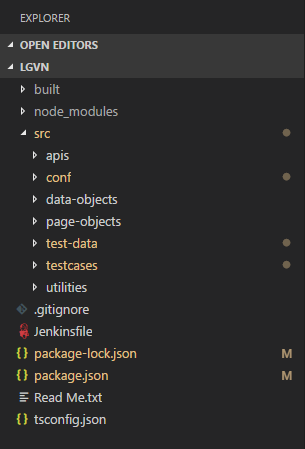 EXPLORER
OPEN EDITORS
LGVN
built
node_modules
src
apis
conf
data-objects
page-objects
test-data
testcases
utilities
.gitignore
Jenkinsfile
{ } package-lock.json M
{ } package.json M
Read Me.txt
{ } tsconfig.json